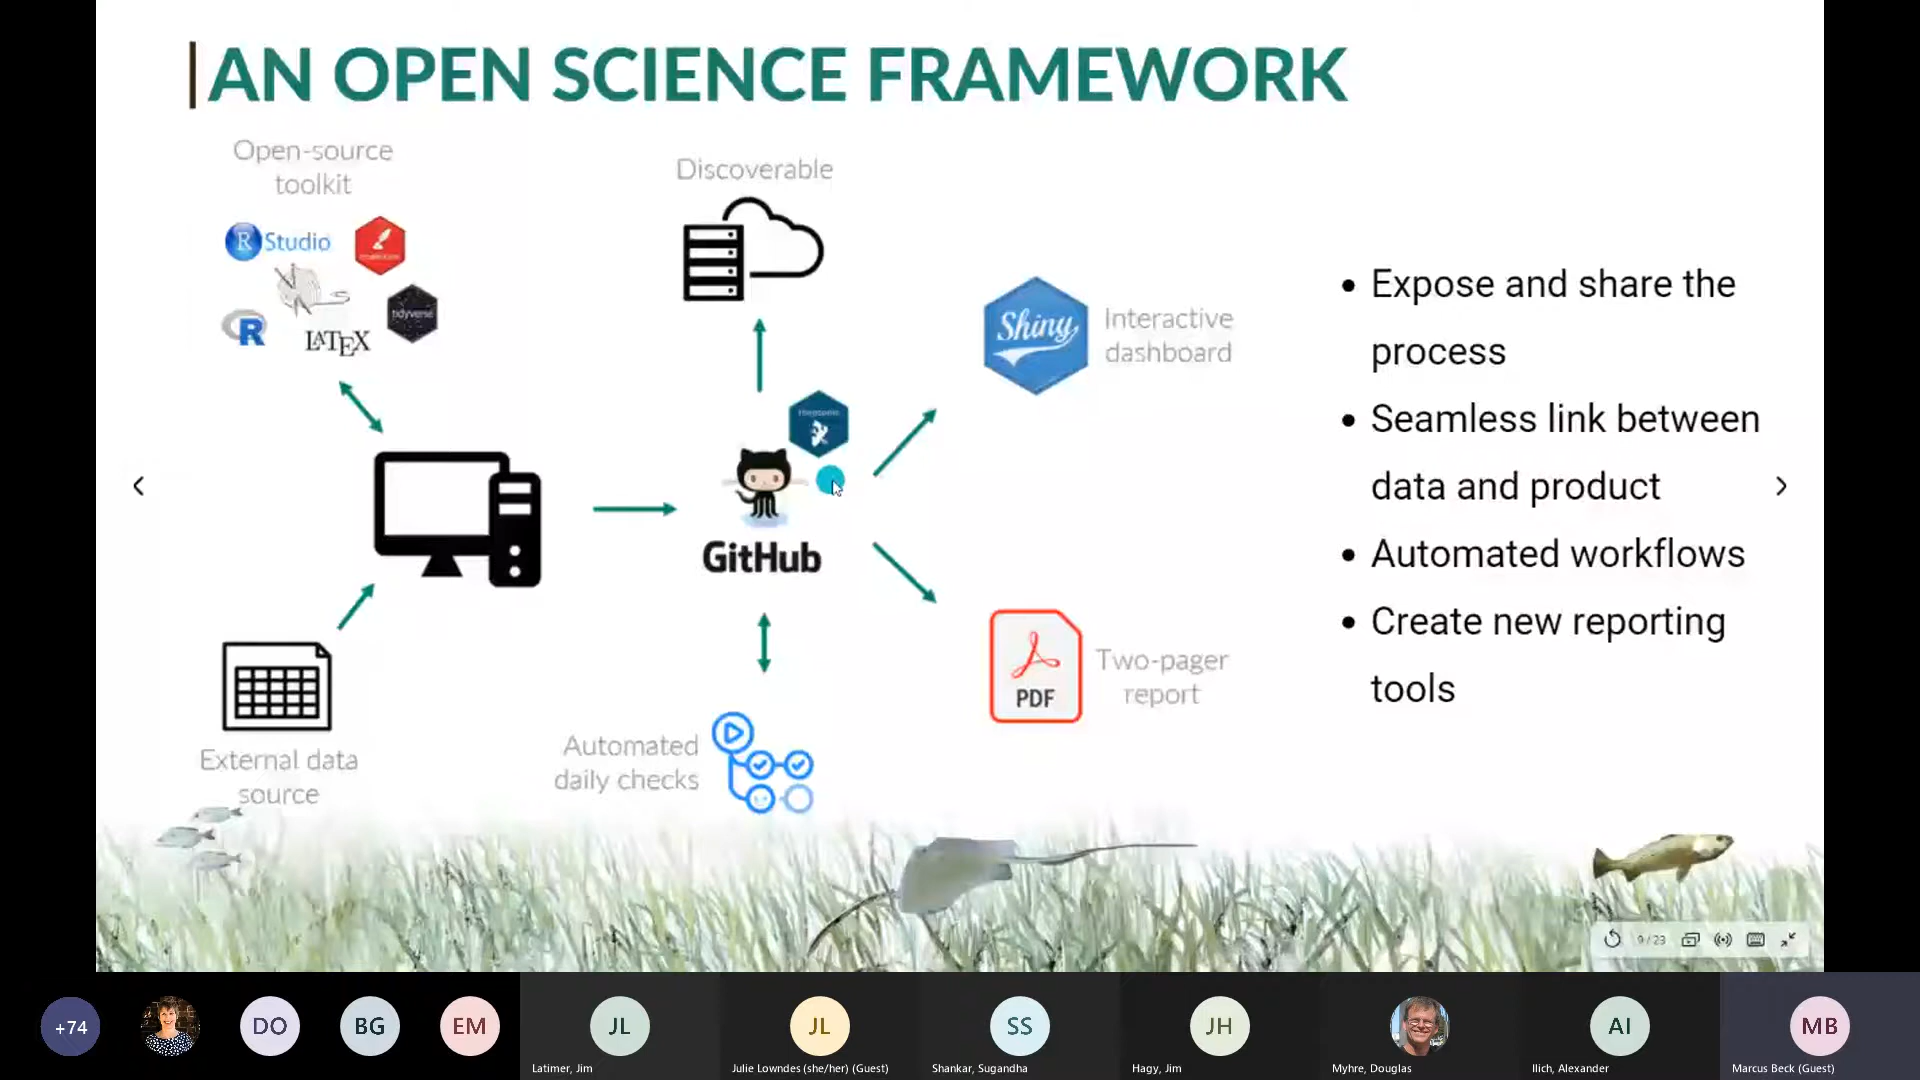 AN OPEN SCIENCE FRAMEWORK
Open-source
toolkit
R Studio
R
LATEX
tidyverse
External data
source
Discoverable
GitHub
Automated
daily checks
Shiny
Interactive
dashboard
PDF
Two-pager
report
• Expose and share the
process
• Seamless link between
data and product
• Automated workflows
• Create new reporting
tools
9 / 23
+74
DO
BG
EM
JL
Latimer, Jim
JL
Julie Lowndes (she/her) (Guest)
SS
Shankar, Sugandha
JH
Hagy, Jim
Myhre, Douglas
AI
Ilich, Alexander
MB
Marcus Beck (Guest)